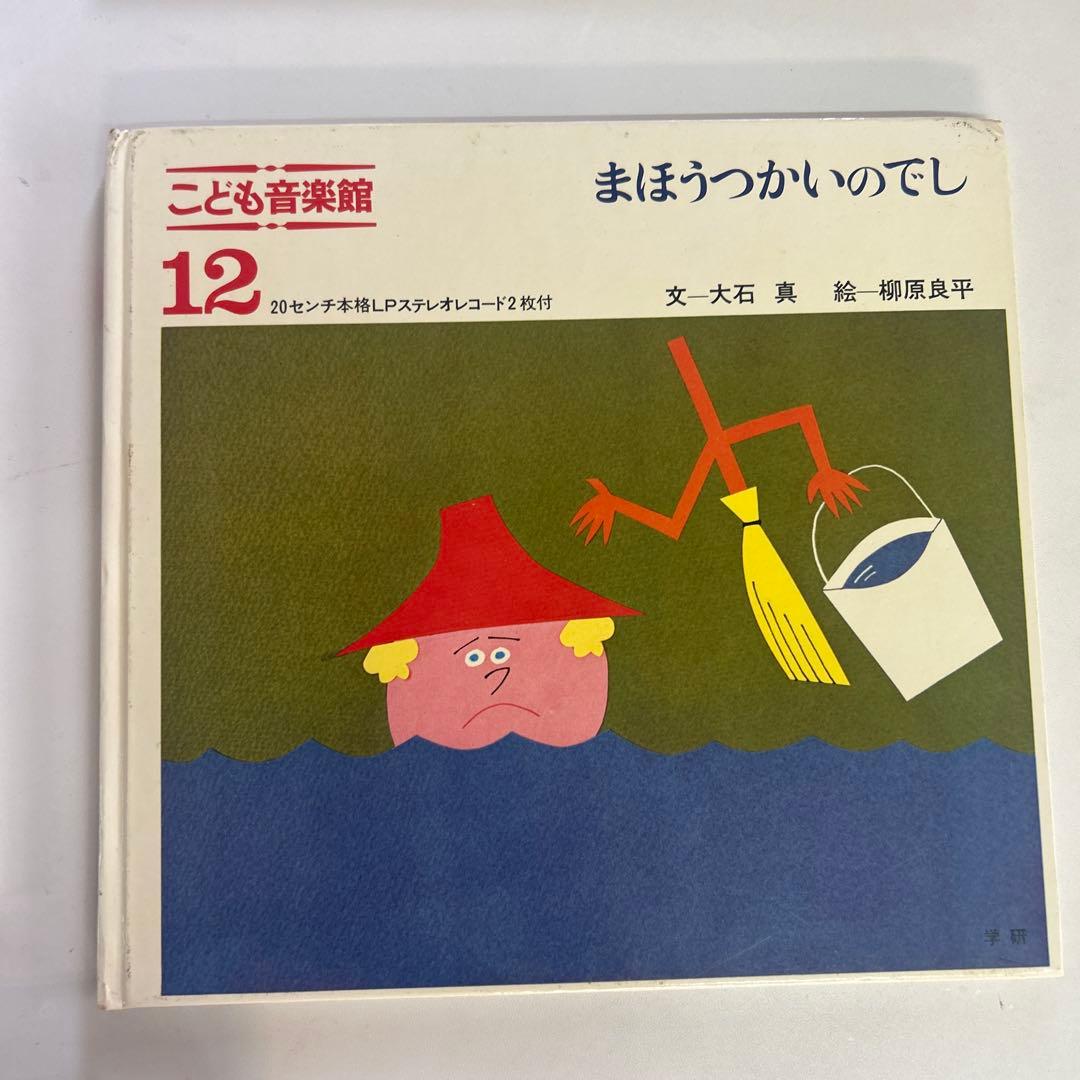 こども音楽館
まほうつかいのでし
12
20センチ本格LPステレオレコード2枚付
文—大石 真 絵—柳原良平
学研